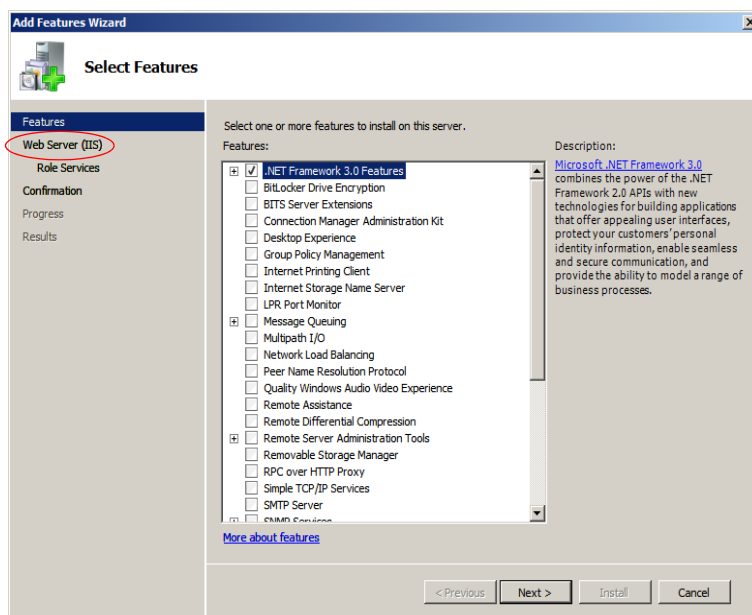 Add Features Wizard
Select Features
Features
Web Server (IIS)
Role Services
Confirmation
Progress
Results
Select one or more features to install on this server.
Features:
.NET Framework 3.0 Features
BitLocker Drive Encryption
BITS Server Extensions
Connection Manager Administration Kit
Desktop Experience
Group Policy Management
Internet Printing Client
Internet Storage Name Server
LPR Port Monitor
Message Queuing
Multipath I/O
Network Load Balancing
Peer Name Resolution Protocol
Quality Windows Audio Video Experience
Remote Assistance
Remote Differential Compression
Remote Server Administration Tools
Removable Storage Manager
RPC over HTTP Proxy
Simple TCP/IP Services
SMTP Server
SNMP Services
More about features
Description:
Microsoft .NET Framework 3.0
combines the power of the .NET
Framework 2.0 APIs with new
technologies for building applications
that offer appealing user interfaces,
protect your customers' personal
identity information, enable seamless
and secure communication, and
provide the ability to model a range of
business processes.
< Previous
Next >
Install
Cancel